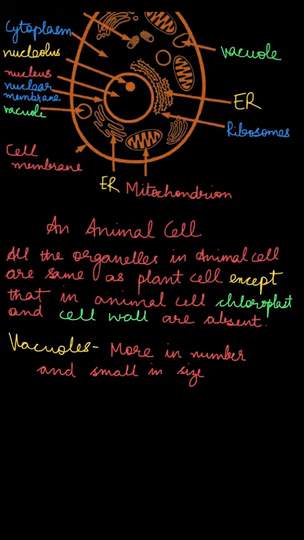 Cytoplasm
nucleolus
nucleus
nuclear
membrane
vacuole
Cell
membrane
vacuole
ER
Ribosomes
ER Mitochondrion
An Animal Cell
All the organelles in animal cell
are same as plant cell except
that in animal cell chloroplast
and cell wall are absent.
Vacuoles- More in number
and small in size